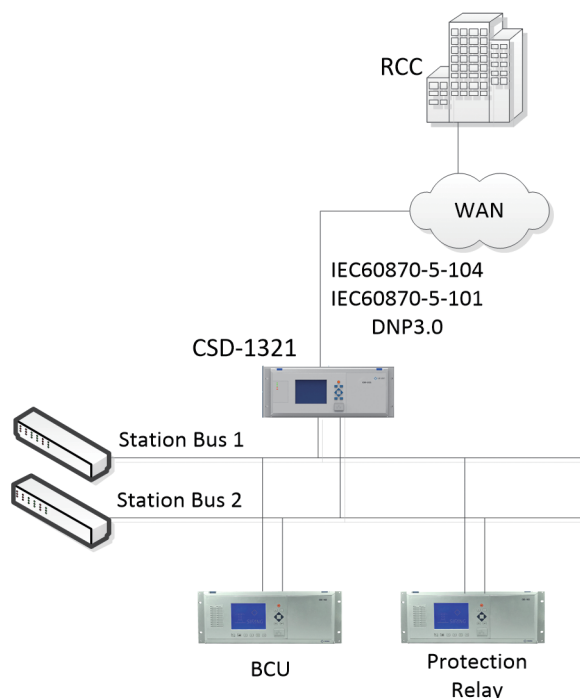 RCC
WAN
IEC60870-5-104
IEC60870-5-101
DNP3.0
CSD-1321
Station Bus 1
Station Bus 2
BCU
Protection
Relay